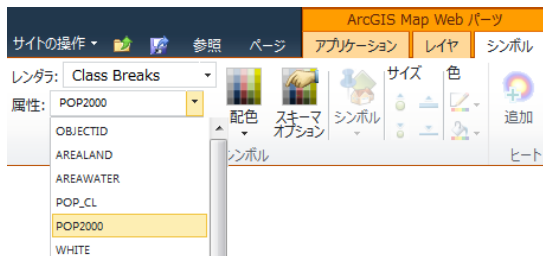 ArcGIS Map Web パーツ
サイトの操作 参照 ページ アプリケーション レイヤ シンボル
レンダラ: Class Breaks
属性: POP2000
配色 スキーマ オプション シンボル サイズ 色 追加
OBJECTID
AREALAND
AREAWATER
POP_CL
POP2000
WHITE
シンボル
ヒート